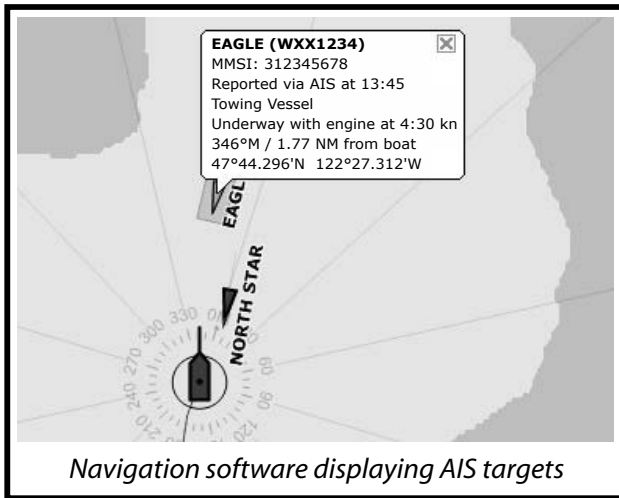 EAGLE (WXX1234)
MMSI: 312345678
Reported via AIS at 13:45
Towing Vessel
Underway with engine at 4:30 kn
346°M / 1.77 NM from boat
47°44.296'N 122°27.312'W
EAGLE
NORTH STAR
330
300
270
240
210
60
90
120
Navigation software displaying AIS targets